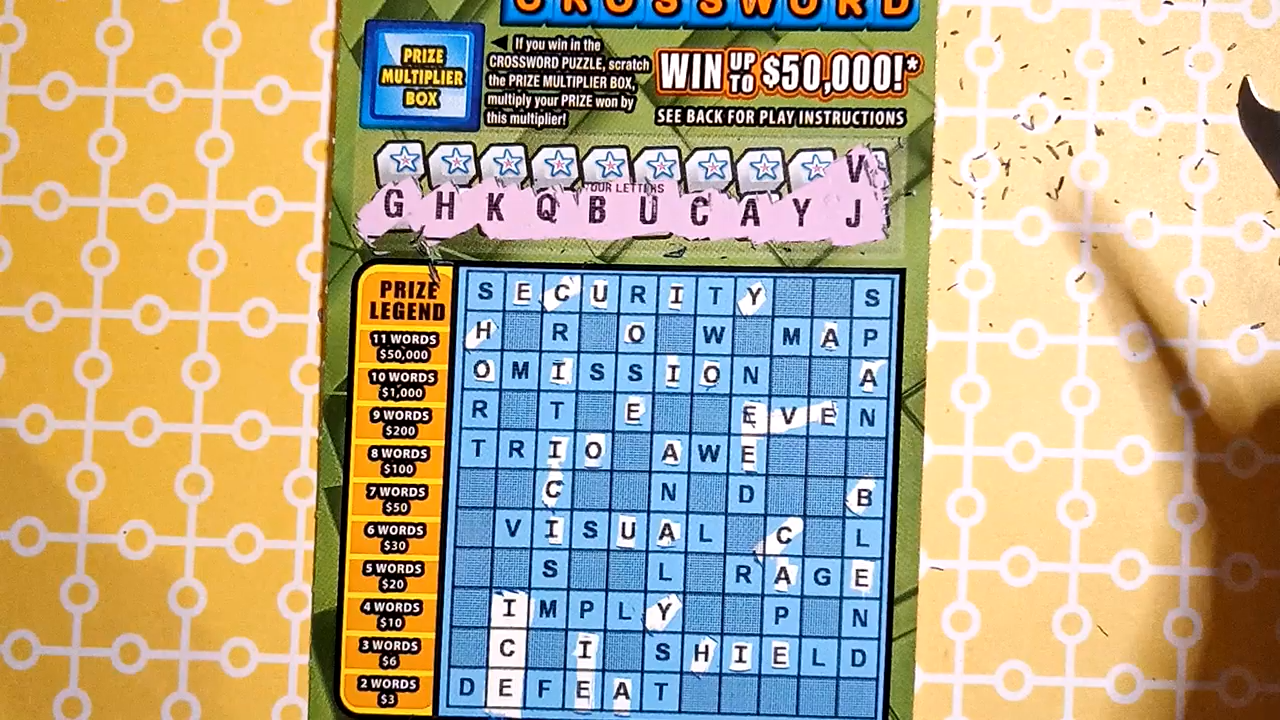 CROSSWORD
PRIZE
MULTIPLIER
BOX
If you win in the
CROSSWORD PUZZLE, scratch
the PRIZE MULTIPLIER BOX,
multiply your PRIZE won by
this multiplier!
WIN UP TO $50,000!*
SEE BACK FOR PLAY INSTRUCTIONS
V
YOUR LETTERS
G H K Q B U C A Y J
PRIZE
LEGEND
11 WORDS
$50,000
10 WORDS
$1,000
9 WORDS
$200
8 WORDS
$100
7 WORDS
$50
6 WORDS
$30
5 WORDS
$20
4 WORDS
$10
3 WORDS
$6
2 WORDS
$3
S E C U R I T Y S
H R O W M A P
O M I S S I O N A
R T E E V E N
T R I O A W E
C N D B
V I S U A L C L
S L R A G E
I M P L Y P N
C I S H I E L D
D E F E A T